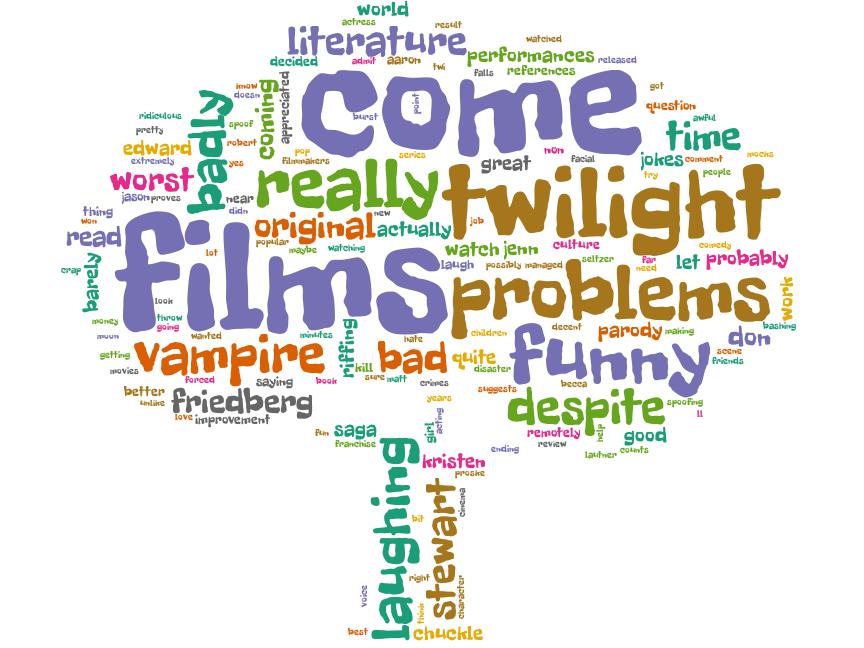 world
actress
result
literature
watched
decided
admit
aaron
twi
performances
released
falls
references
come
point
burst
know
doesn
badly
coming
appreciated
got
question
ridiculous
spoof
pretty
awful
time
edward
robert
pop
filmmakers
series
great
non
facial
jokes
comment
mocks
extremely
yes
worst
really
twilight
try
people
jason
proves
near
thing
didn
won
original
new
actually
job
read
popular
maybe
watching
watch
jenn
culture
comedy
films
lot
laugh
possibly
managed
seltzer
far
need
let
probably
crap
barely
problems
work
look
money
throw
going
moon
wanted
minutes
riffing
hate
children
decent
parody
making
don
bashing
getting
vampire
bad
quite
disaster
funny
scene
friends
movies
forced
saying
book
kill
sure
matt
crimes
suggests
becca
better
unlike
friedberg
love
improvement
years
despite
spoofing
ll
fun
saga
franchise
girl
acting
remotely
review
help
good
ending
lautner
counts
laughing
kristen
proske
stewart
cinema
bit
right
character
voice
think
best
chuckle